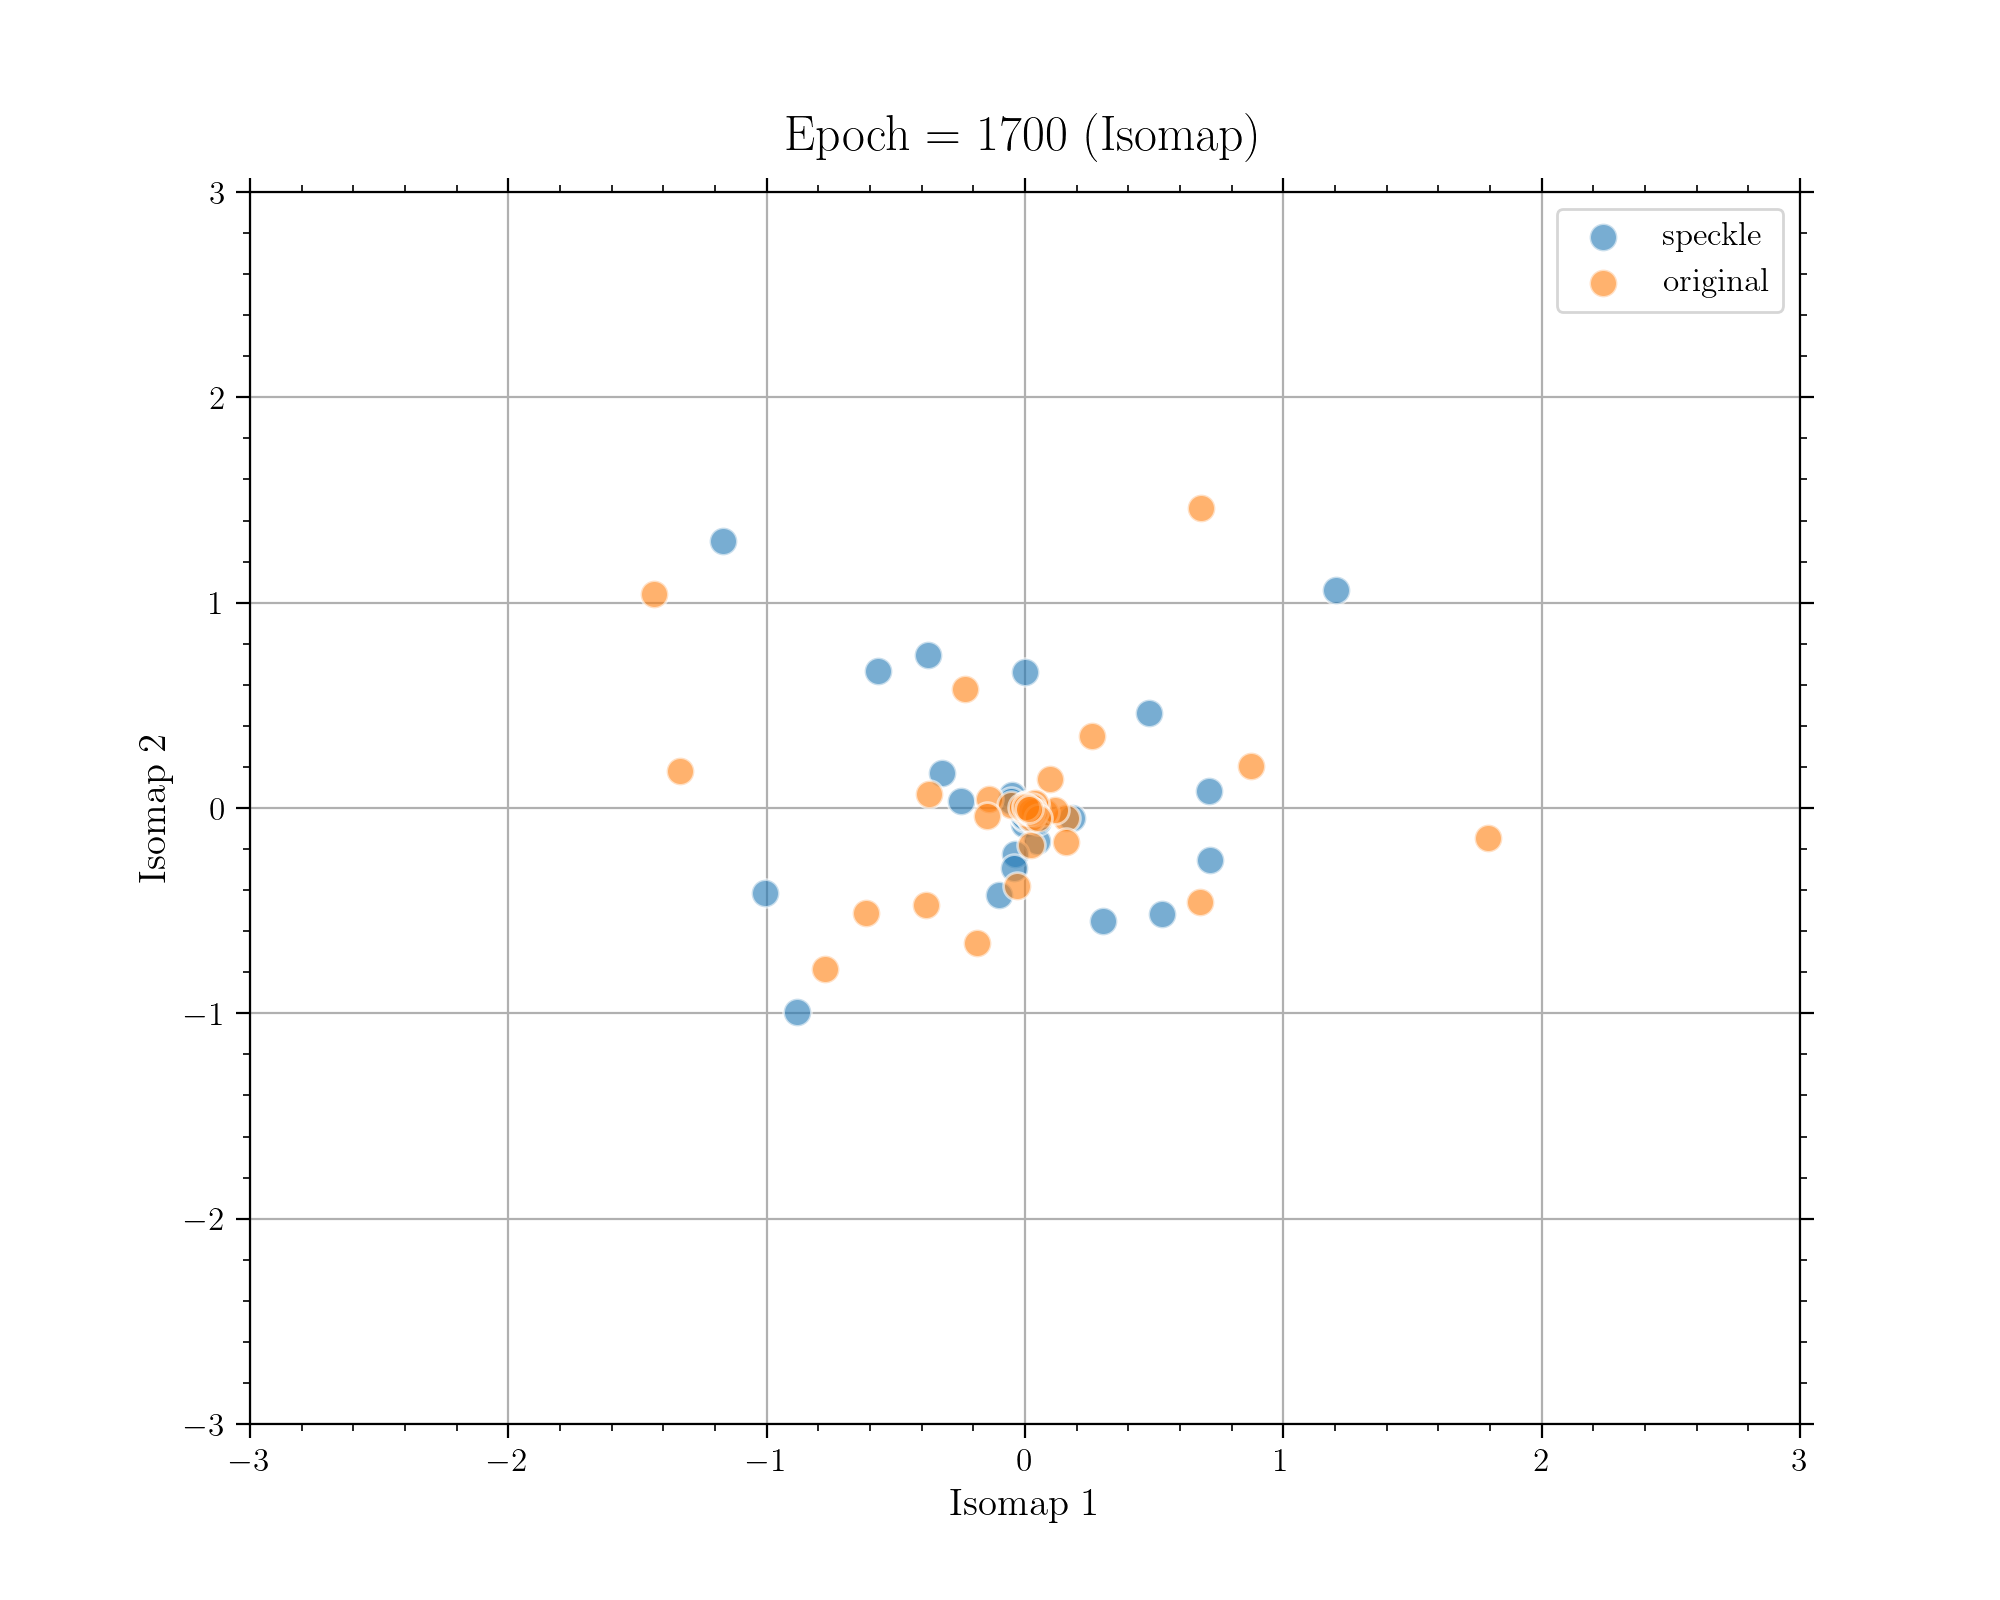 Epoch = 1700 (Isomap)
speckle
original
3
2
1
0
−1
−2
−3
Isomap 2
−3 −2 −1 0 1 2 3
Isomap 1